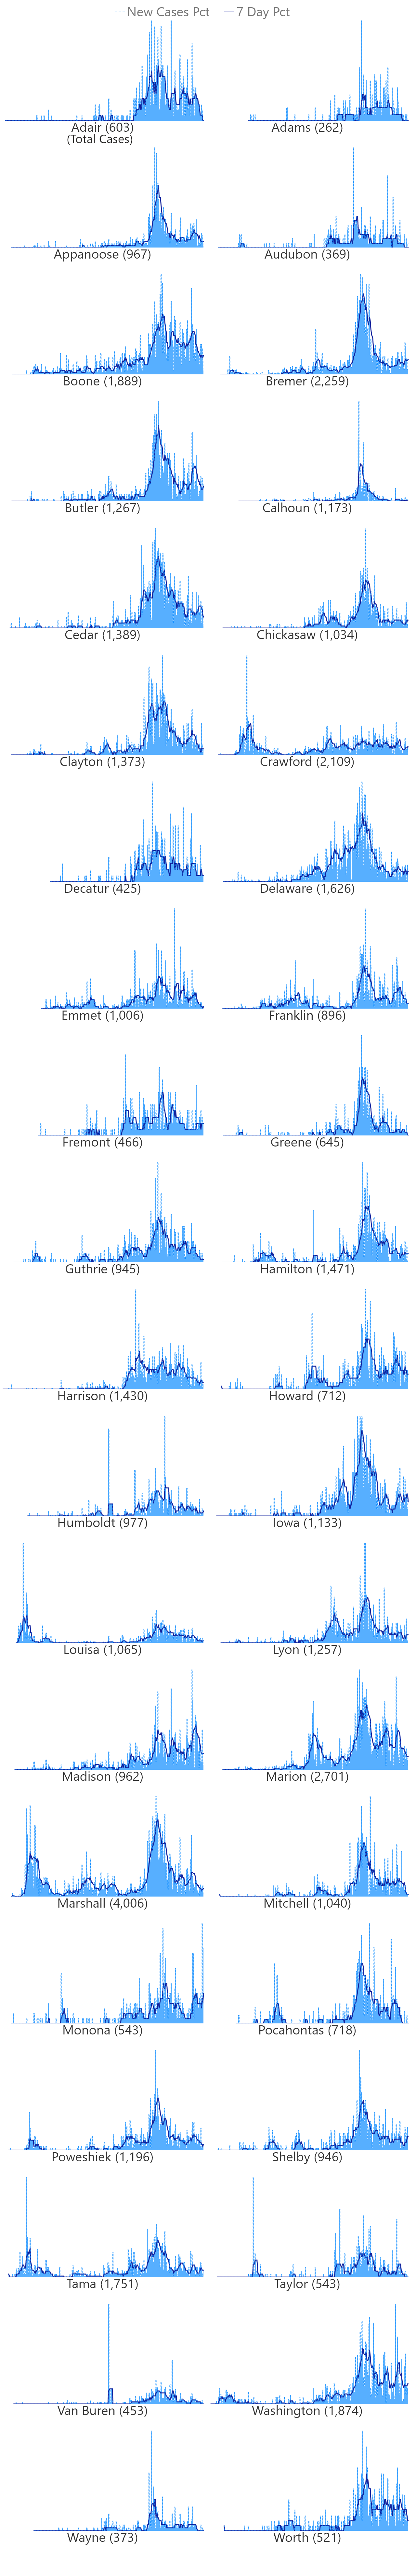 New Cases Pct 7 Day Pct
Adair (603) Adams (262)
(Total Cases)
Appanoose (967) Audubon (369)
Boone (1,889) Bremer (2,259)
Butler (1,267) Calhoun (1,173)
Cedar (1,389) Chickasaw (1,034)
Clayton (1,373) Crawford (2,109)
Decatur (425) Delaware (1,626)
Emmet (1,006) Franklin (896)
Fremont (466) Greene (645)
Guthrie (945) Hamilton (1,471)
Harrison (1,430) Howard (712)
Humboldt (977) Iowa (1,133)
Louisa (1,065) Lyon (1,257)
Madison (962) Marion (2,701)
Marshall (4,006) Mitchell (1,040)
Monona (543) Pocahontas (718)
Poweshiek (1,196) Shelby (946)
Tama (1,751) Taylor (543)
Van Buren (453) Washington (1,874)
Wayne (373) Worth (521)